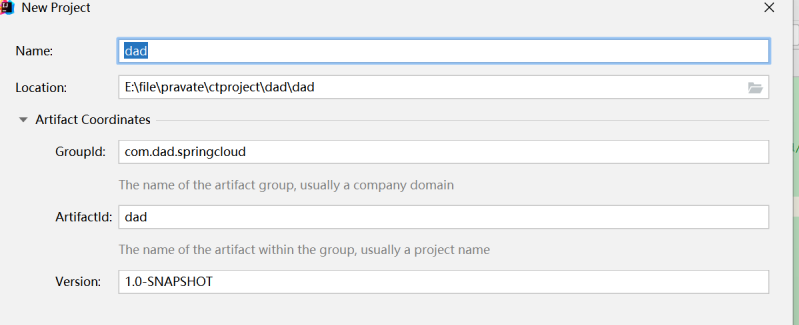 New Project
Name: dad
Location: E:\file\pravate\ctproject\dad\dad
Artifact Coordinates
GroupId: com.dad.springcloud
The name of the artifact group, usually a company domain
ArtifactId: dad
The name of the artifact within the group, usually a project name
Version: 1.0-SNAPSHOT